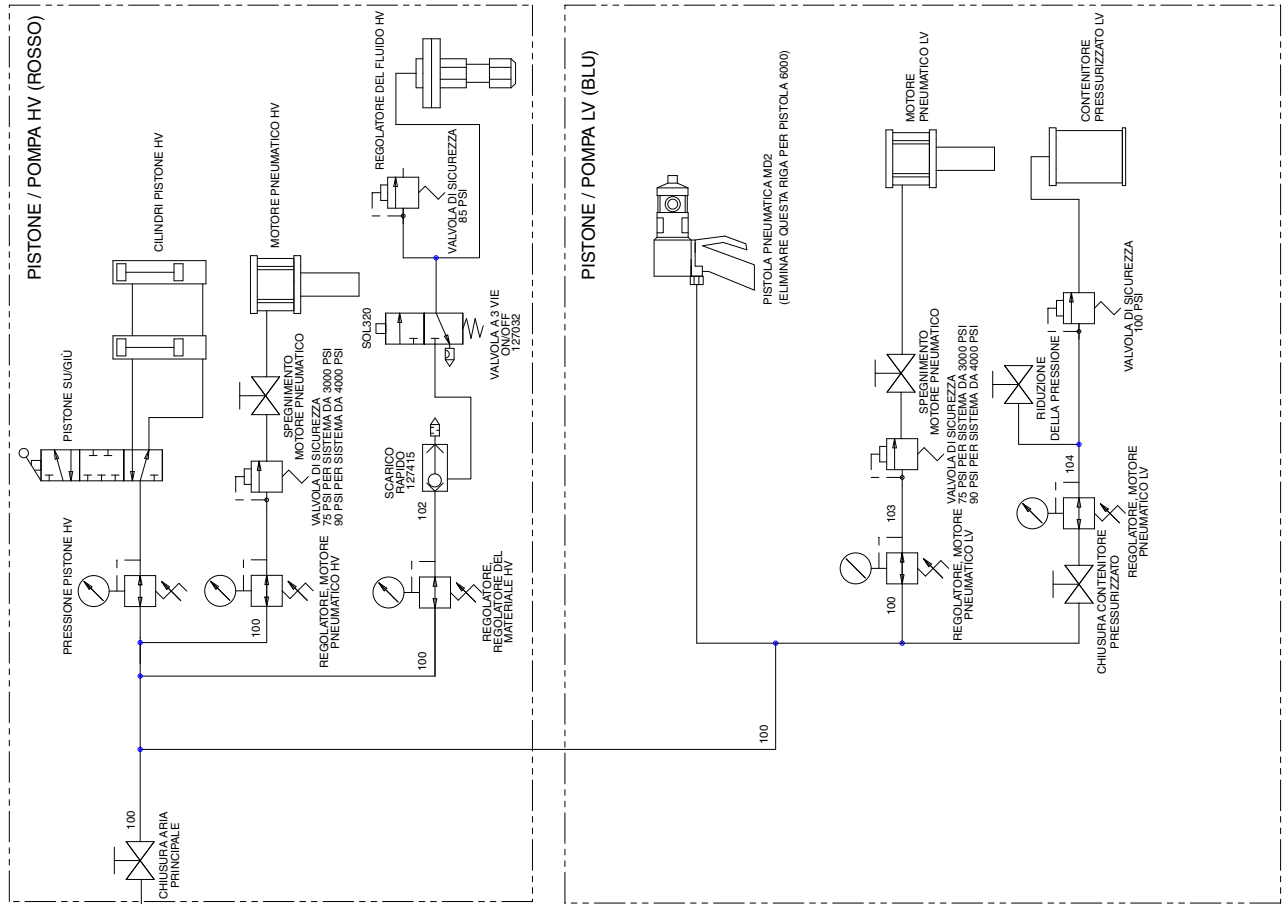 PISTONE / POMPA HV (ROSSO)
CILINDRI PISTONE HV
PISTONE SU/GIÙ
PRESSIONE PISTONE HV
MOTORE PNEUMATICO HV
SPEGNIMENTO
MOTORE PNEUMATICO
VALVOLA DI SICUREZZA
75 PSI PER SISTEMA DA 3000 PSI
90 PSI PER SISTEMA DA 4000 PSI
REGOLATORE, MOTORE
PNEUMATICO HV
100
REGOLATORE DEL FLUIDO HV
VALVOLA DI SICUREZZA
85 PSI
SOL320
VALVOLA A 3 VIE
ON/OFF
127032
SCARICO
RAPIDO
127415
102
REGOLATORE,
REGOLATORE DEL
MATERIALE HV
100
100
CHIUSURA ARIA
PRINCIPALE
PISTONE / POMPA LV (BLU)
PISTOLA PNEUMATICA MD2
(ELIMINARE QUESTA RIGA PER PISTOLA 6000)
100
MOTORE
PNEUMATICO LV
SPEGNIMENTO
MOTORE PNEUMATICO
VALVOLA DI SICUREZZA
75 PSI PER SISTEMA DA 3000 PSI
90 PSI PER SISTEMA DA 4000 PSI
103
100
REGOLATORE, MOTORE
PNEUMATICO LV
CONTENITORE
PRESSURIZZATO LV
VALVOLA DI SICUREZZA
100 PSI
RIDUZIONE
DELLA PRESSIONE
104
REGOLATORE, MOTORE
PNEUMATICO LV
CHIUSURA CONTENITORE
PRESSURIZZATO